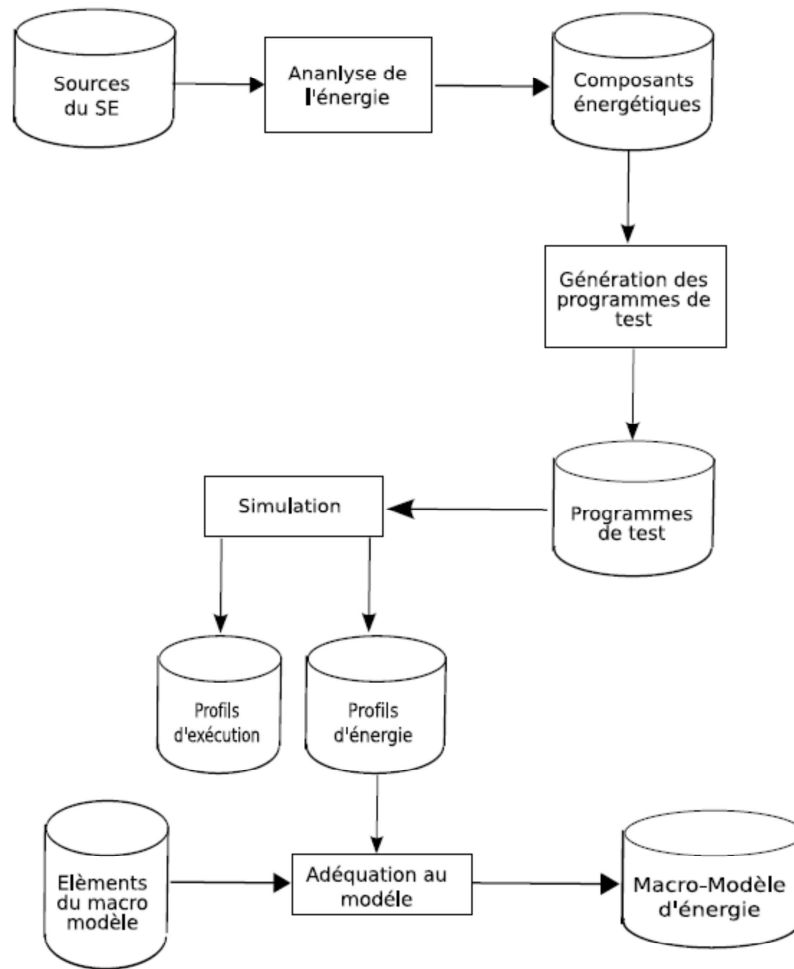 Sources
du SE
Ananlyse de
l'énergie
Composants
énergétiques
Génération des
programmes de
test
Simulation
Programmes
de test
Profils
d'exécution
Profils
d'énergie
Elèments
du macro
modèle
Adéquation au
modéle
Macro-Modèle
d'énergie